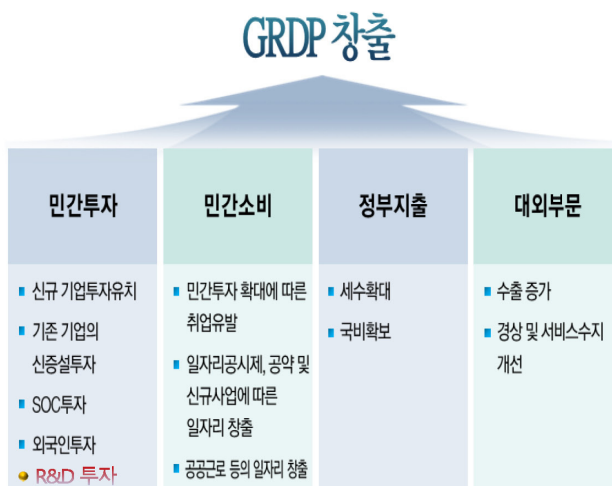 GRDP 창출
민간투자
신규 기업투자유치
기존 기업의
신증설투자
SOC투자
외국인투자
R&D 투자
민간소비
민간투자 확대에 따른
취업유발
일자리공시제, 공약 및
신규사업에 따른
일자리 창출
공공근로 등의 일자리 창출
정부지출
세수확대
국비확보
대외부문
수출 증가
경상 및 서비스수지
개선